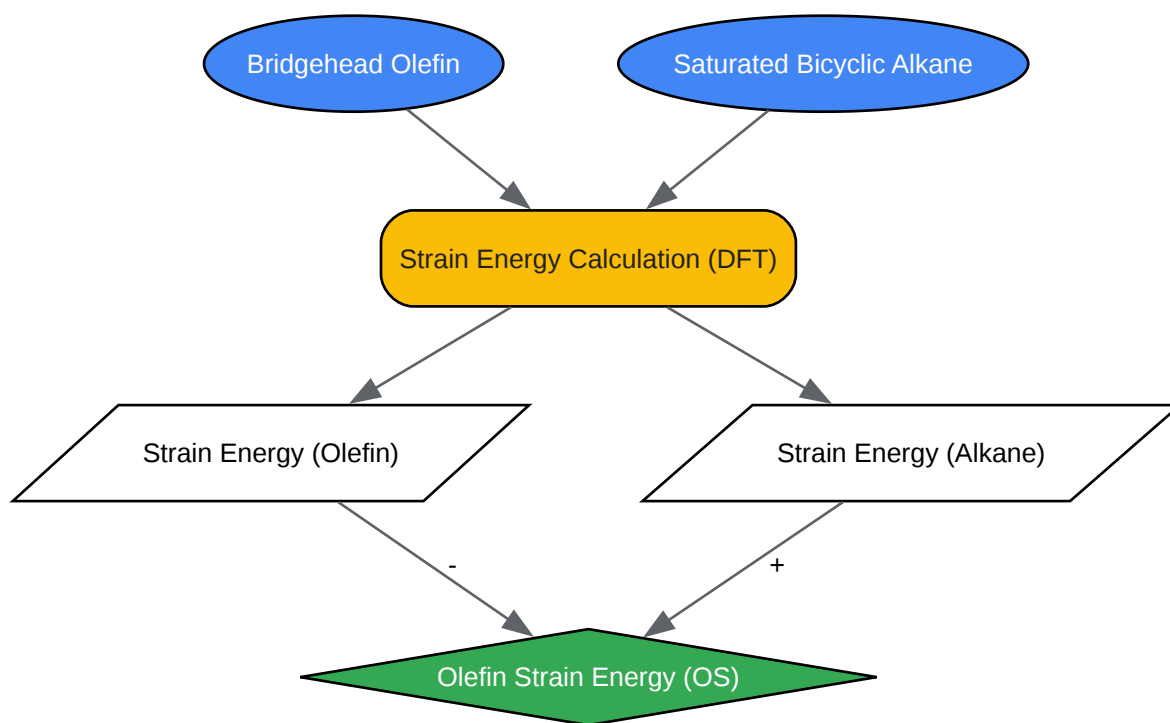 Bridgehead Olefin
Saturated Bicyclic Alkane
Strain Energy Calculation (DFT)
Strain Energy (Olefin)
Strain Energy (Alkane)
-
+
Olefin Strain Energy (OS)